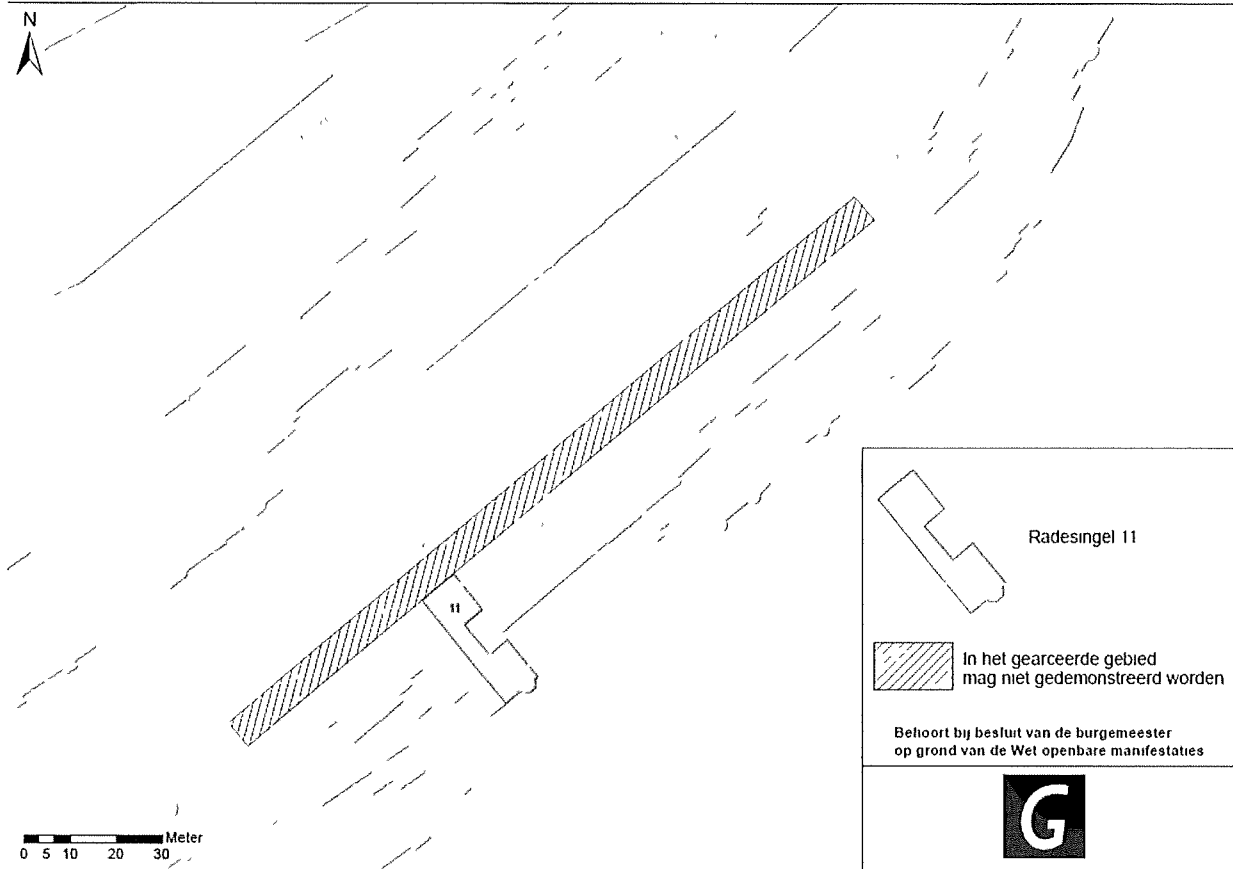 N
11
Radesingel 11
In het gearceerde gebied
mag niet gedemonstreerd worden
Behoort bij besluit van de burgemeester
op grond van de Wet openbare manifestaties
G
Meter
0 5 10 20 30